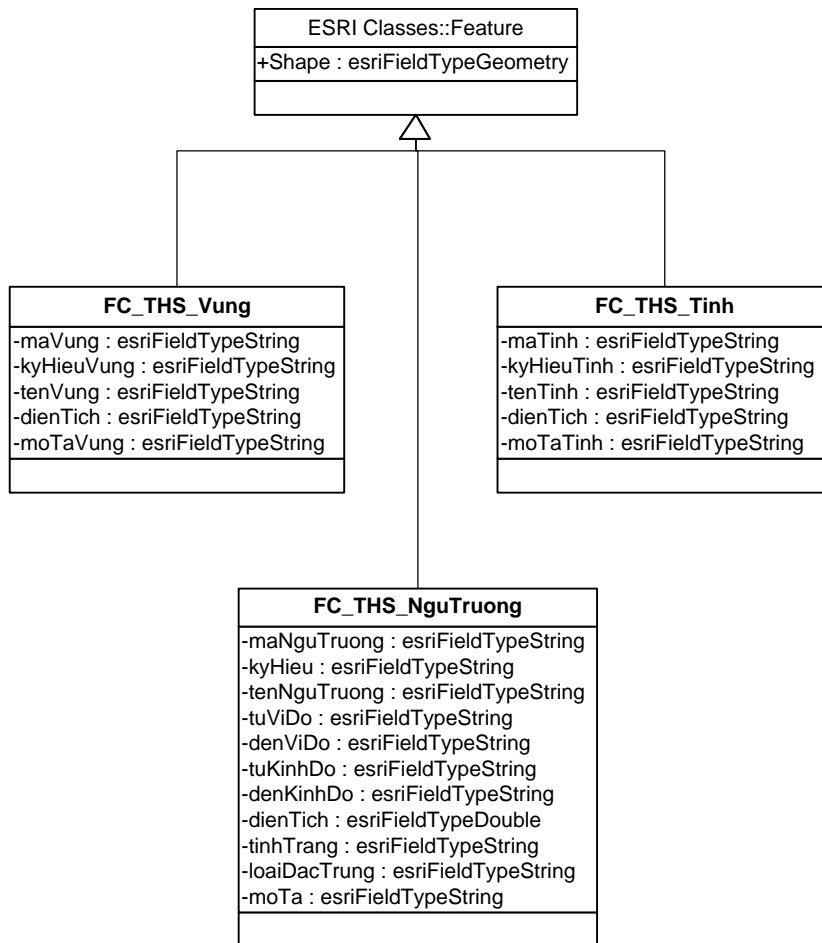 ESRI Classes::Feature
+Shape : esriFieldTypeGeometry
FC_THS_Vung
-maVung : esriFieldTypeString
-kyHieuVung : esriFieldTypeString
-tenVung : esriFieldTypeString
-dienTich : esriFieldTypeString
-moTaVung : esriFieldTypeString
FC_THS_Tinh
-maTinh : esriFieldTypeString
-kyHieuTinh : esriFieldTypeString
-tenTinh : esriFieldTypeString
-dienTich : esriFieldTypeString
-moTaTinh : esriFieldTypeString
FC_THS_NguTruong
-maNguTruong : esriFieldTypeString
-kyHieu : esriFieldTypeString
-tenNguTruong : esriFieldTypeString
-tuViDo : esriFieldTypeString
-denViDo : esriFieldTypeString
-tuKinhDo : esriFieldTypeString
-denKinhDo : esriFieldTypeString
-dienTich : esriFieldTypeDouble
-tinhTrang : esriFieldTypeString
-loaiDacTrung : esriFieldTypeString
-moTa : esriFieldTypeString